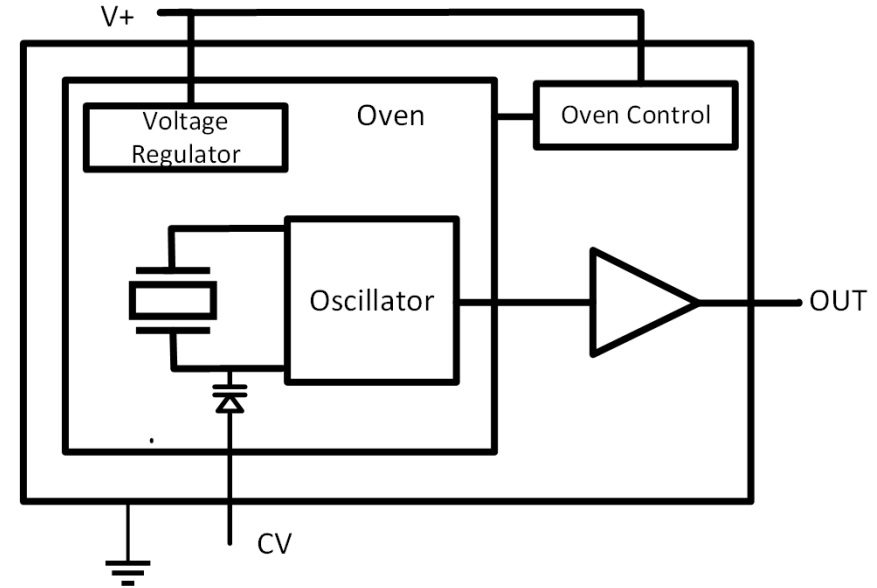 V+
Voltage
Regulator
Oven
Oven Control
Oscillator
OUT
CV